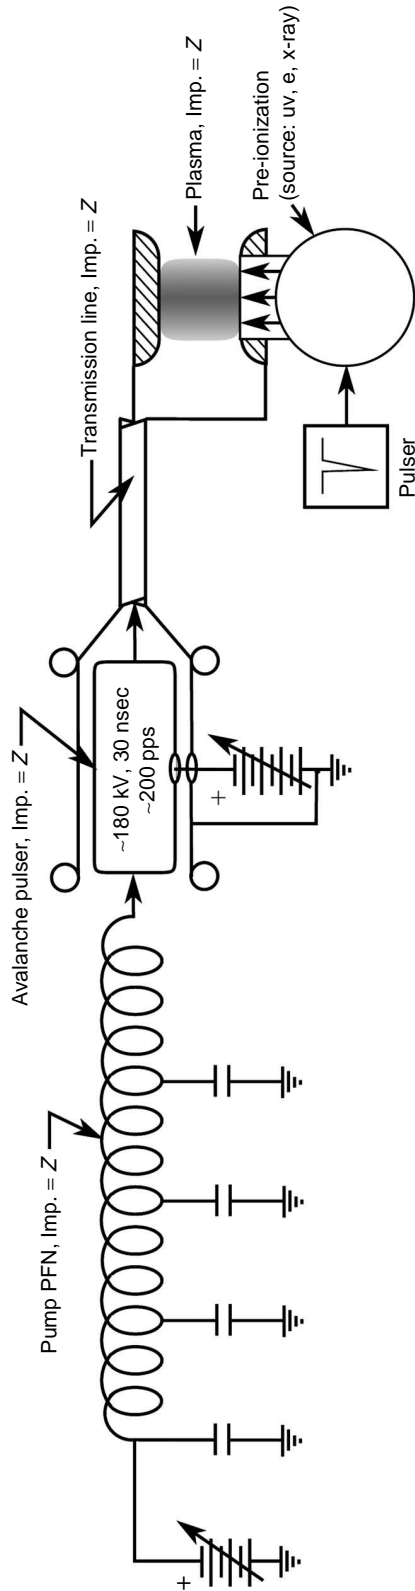 Pump PFN, Imp. = Z
Avalanche pulser, Imp. = Z
~180 kV, 30 nsec
~200 pps
Transmission line, Imp. = Z
Plasma, Imp. = Z
Pre-ionization
(source: uv, e, x-ray)
Pulser
+
+